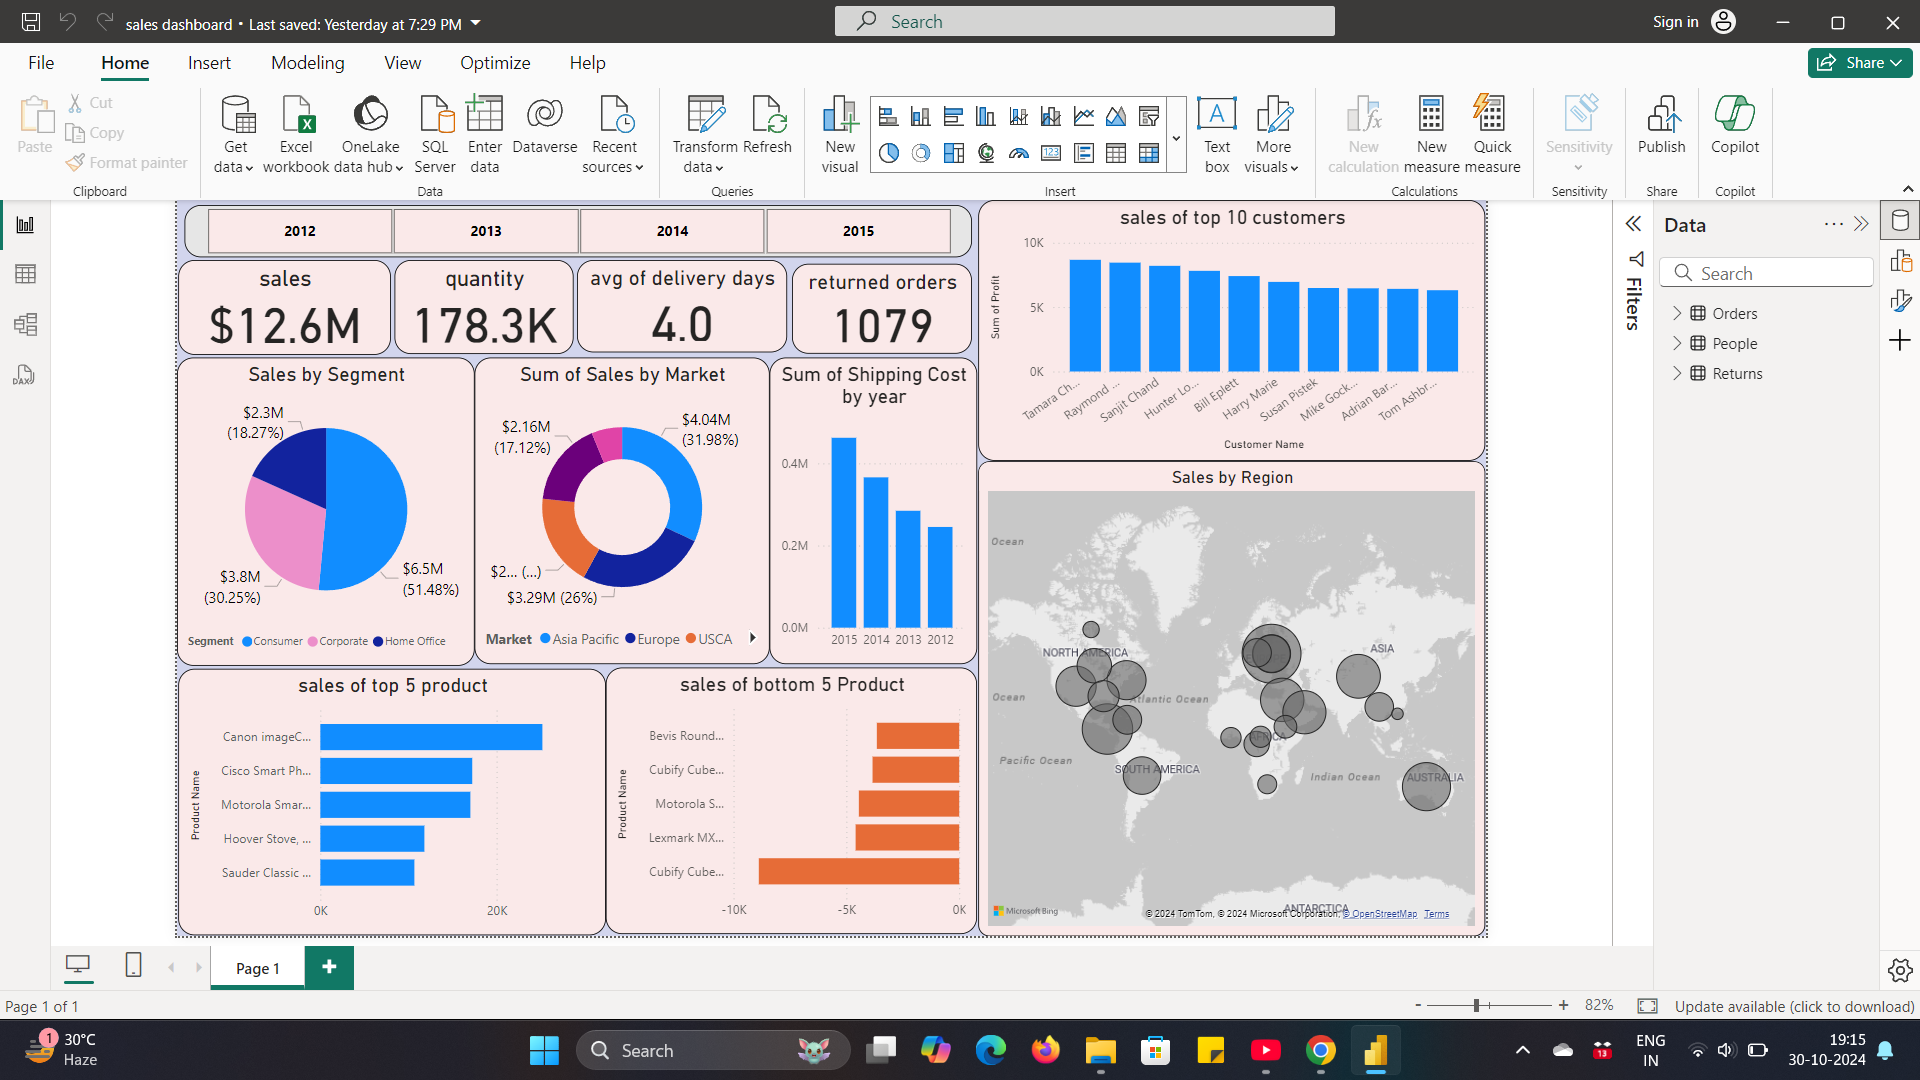 sales dashboard • Last saved: Yesterday at 7:29 PM
Search
Sign in
File Home Insert Modeling View Optimize Help
Share
Paste
Cut
Copy
Format painter
Clipboard
Get data
Excel workbook
OneLake data hub
SQL Server
Enter data
Dataverse
Recent sources
Data
Transform data
Refresh
Queries
New visual
123
A
Text box
More visuals
Insert
New calculation
New measure
Quick measure
Calculations
Sensitivity
Sensitivity
Publish
Share
Copilot
Copilot
DAX
2012 2013 2014 2015
sales
$12.6M
quantity
178.3K
avg of delivery days
4.0
returned orders
1079
Sales by Segment
$2.3M
(18.27%)
$3.8M
(30.25%)
$6.5M
(51.48%)
Segment Consumer Corporate Home Office
Sum of Sales by Market
$2.16M
(17.12%)
$4.04M
(31.98%)
$2... (...)
$3.29M (26%)
Market Asia Pacific Europe USCA
Sum of Shipping Cost
by year
0.4M
0.2M
0.0M
2015 2014 2013 2012
sales of top 10 customers
Sum of Profit
10K
5K
0K
Tamara Ch...
Raymond ...
Sanjit Chand
Hunter Lo...
Bill Eplett
Harry Marie
Susan Pistek
Mike Gock...
Adrian Bar...
Tom Ashbr...
Customer Name
Sales by Region
Ocean
NORTH AMERICA
ASIA
Ocean
Atlantic Ocean
AFRICA
Pacific Ocean
SOUTH AMERICA
Indian Ocean
AUSTRALIA
ANTARCTICA
Microsoft Bing
© 2024 TomTom, © 2024 Microsoft Corporation, © OpenStreetMap Terms
sales of top 5 product
Product Name
Canon imageC...
Cisco Smart Ph...
Motorola Smar...
Hoover Stove, ...
Sauder Classic ...
0K 20K
sales of bottom 5 Product
Product Name
Bevis Round...
Cubify Cube...
Motorola S...
Lexmark MX...
Cubify Cube...
-10K -5K 0K
Filters
Data
Search
Orders
People
Returns
Page 1
Page 1 of 1
- + 82%
Update available (click to download)
1
30°C
Haze
Search
13
ENG
IN
19:15
30-10-2024